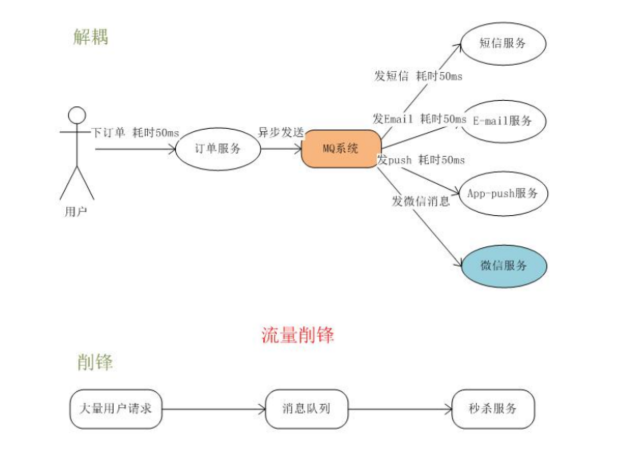 解耦
短信服务
发短信 耗时50ms
下订单 耗时50ms
订单服务
异步发送
MQ系统
发Email 耗时50ms
E-mail服务
发push 耗时50ms
App-push服务
发微信消息
用户
微信服务
流量削锋
削锋
大量用户请求
消息队列
秒杀服务